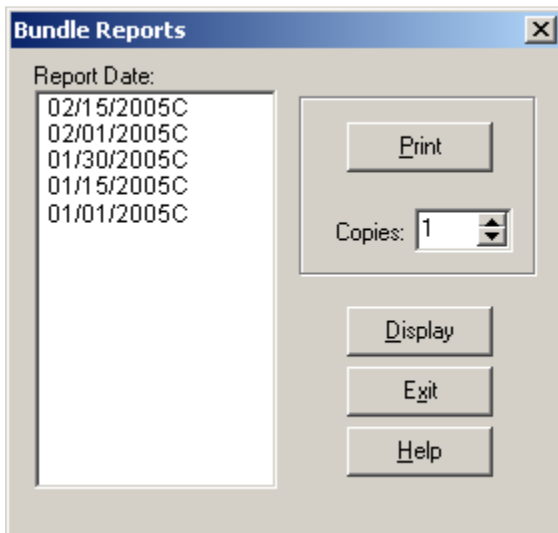 Bundle Reports
Report Date:
02/15/2005C
02/01/2005C
01/30/2005C
01/15/2005C
01/01/2005C
Print
Copies: 1
Display
Exit
Help